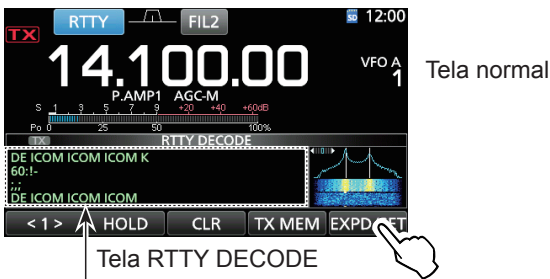 RTTY FIL2 SD 12:00
TX
14.100.00 VFO A
1
Tela normal
P.AMP1 AGC-M
S 1 3 5 7 9 +20 +40 +60dB
Po 0 25 50 100%
TX RTTY DECODE
DE ICOM ICOM ICOM K
60:!-
;,;
DE ICOM ICOM ICOM
<1> HOLD CLR TX MEM EXPD
Tela RTTY DECODE